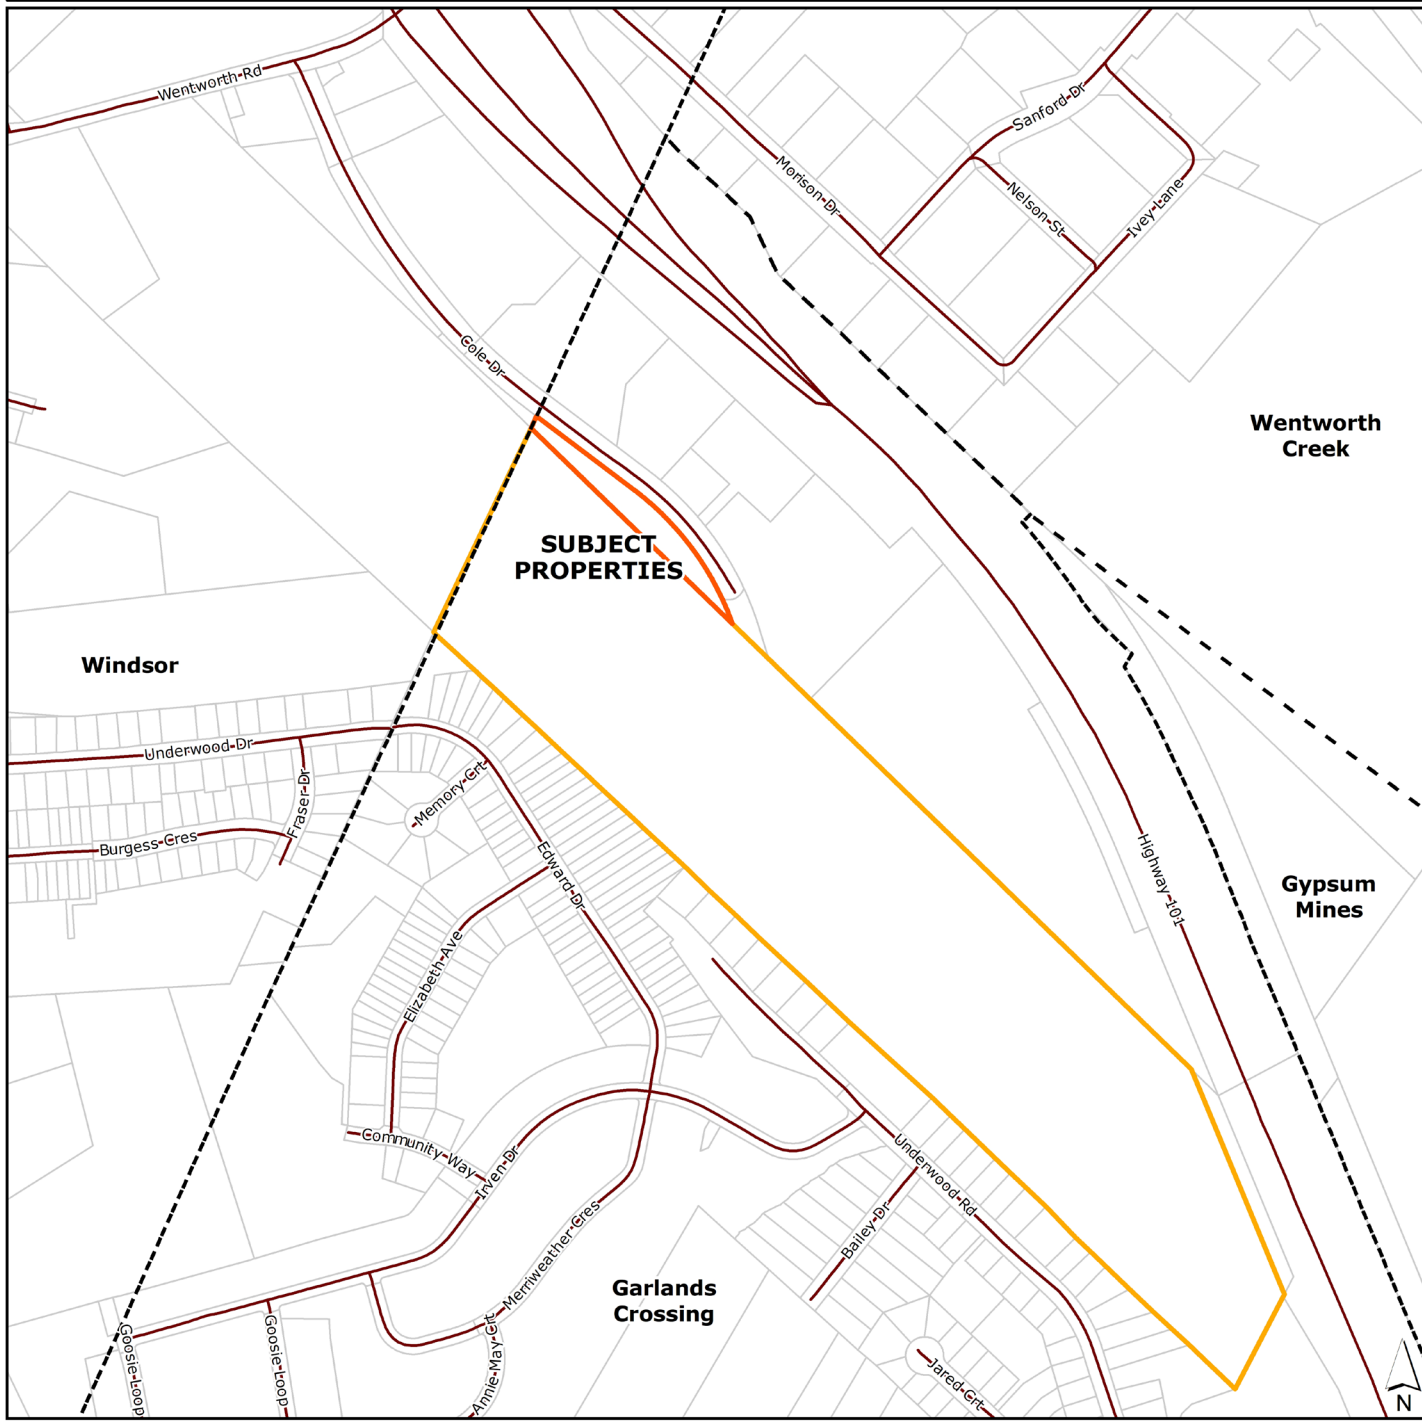 Wentworth Rd
Sanford Dr
Morison Dr
Nelson St
Ivey Lane
Cole Dr
Wentworth
Creek
SUBJECT
PROPERTIES
Windsor
Underwood Dr
Memory Crt
Fraser Dr
Burgess Cres
Edward Dr
Highway 101
Gypsum
Mines
Elizabeth Ave
Community Way
Irven Dr
Underwood Rd
Bailey Dr
Merriweather Cres
Garlands
Crossing
Goosie Loop
Goosie Loop
Annie May Crt
Jared Crt
N